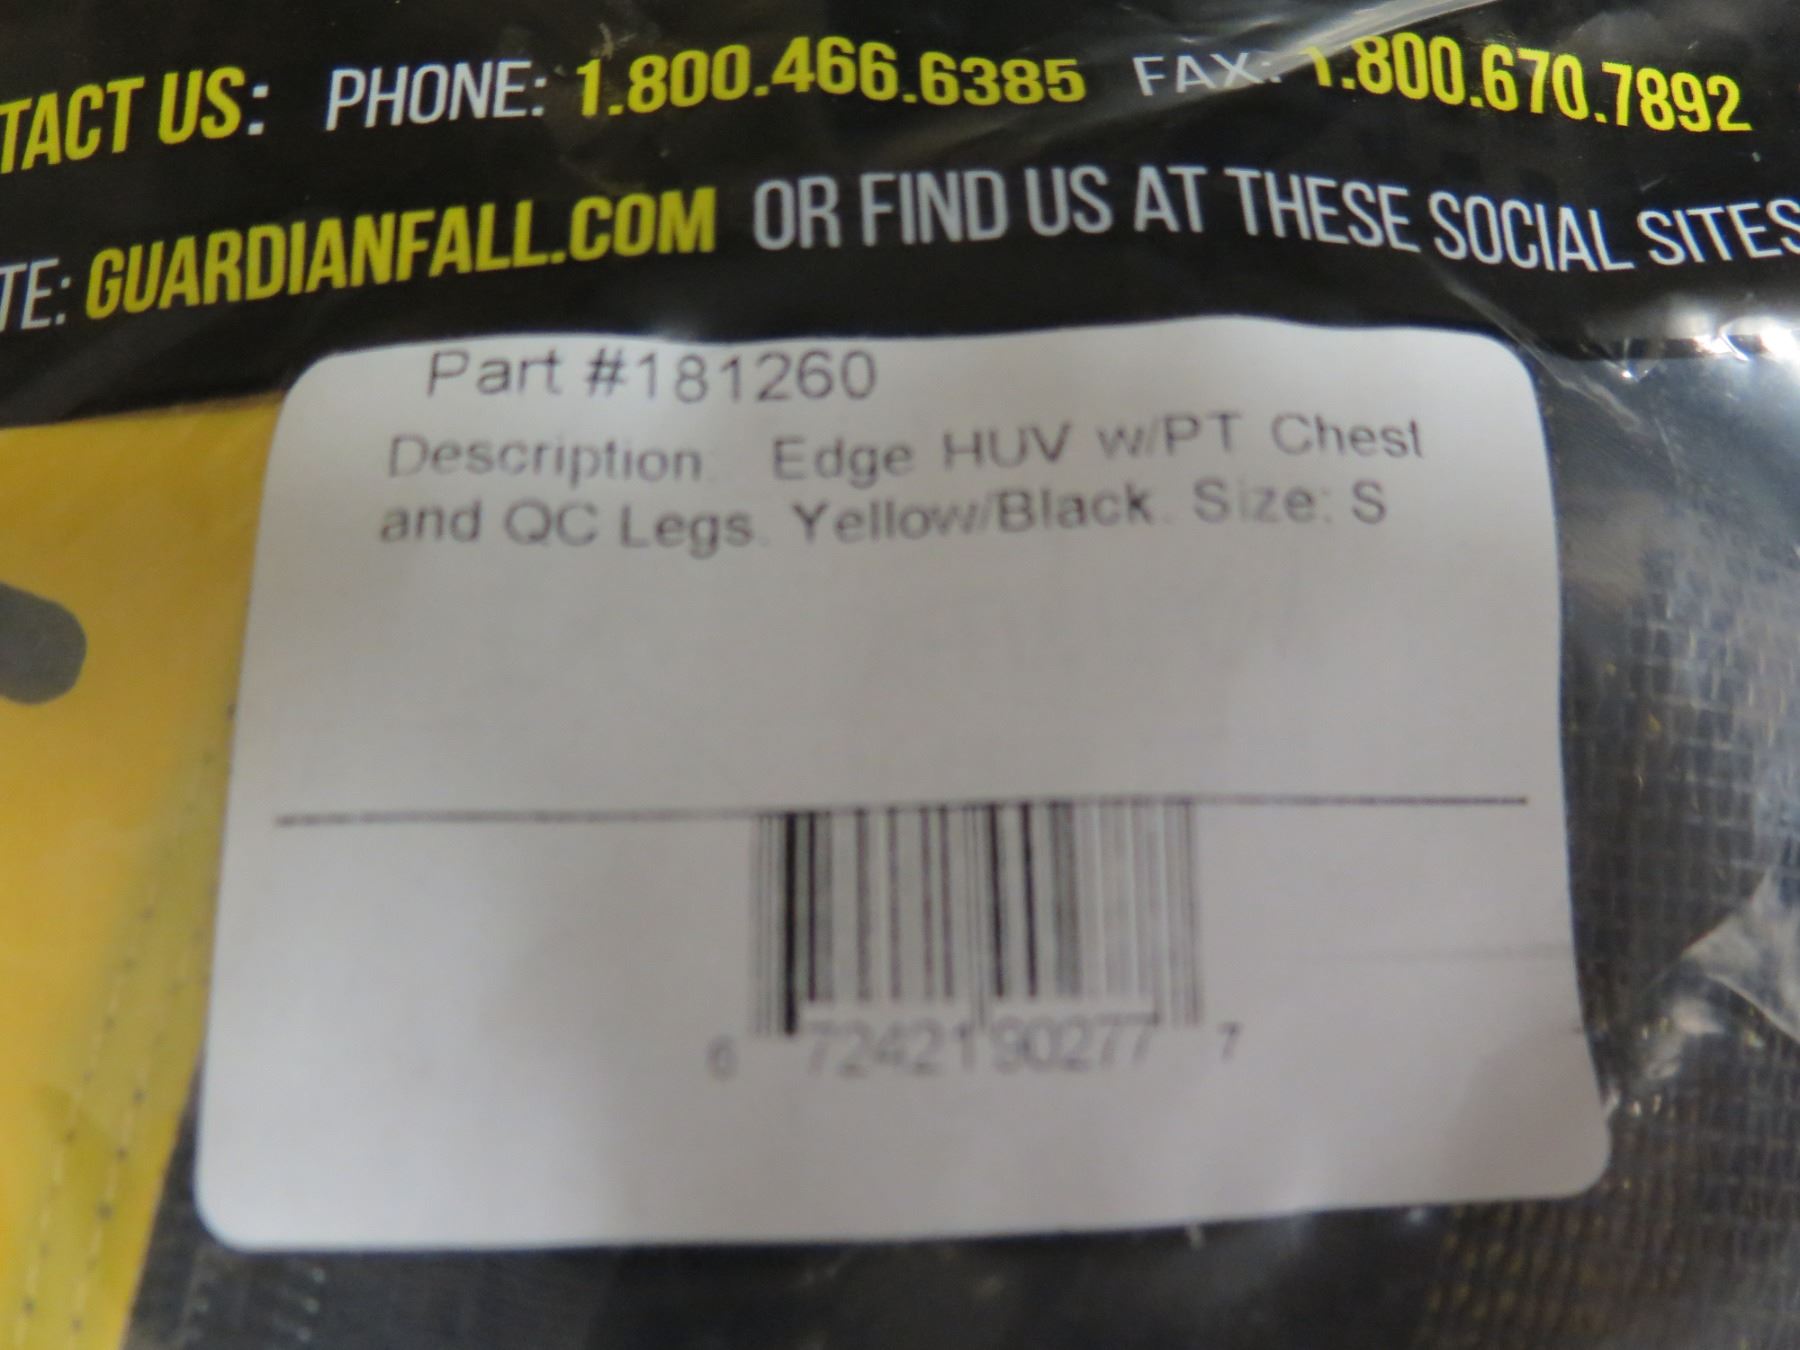 TACT US: PHONE: 1.800.466.6385 FAX: 1.800.670.7892
TE: GUARDIANFALL.COM OR FIND US AT THESE SOCIAL SITES
Part #181260
Description: Edge HUV w/PT Chest
and QC Legs. Yellow/Black. Size: S
6 72421 90277 7